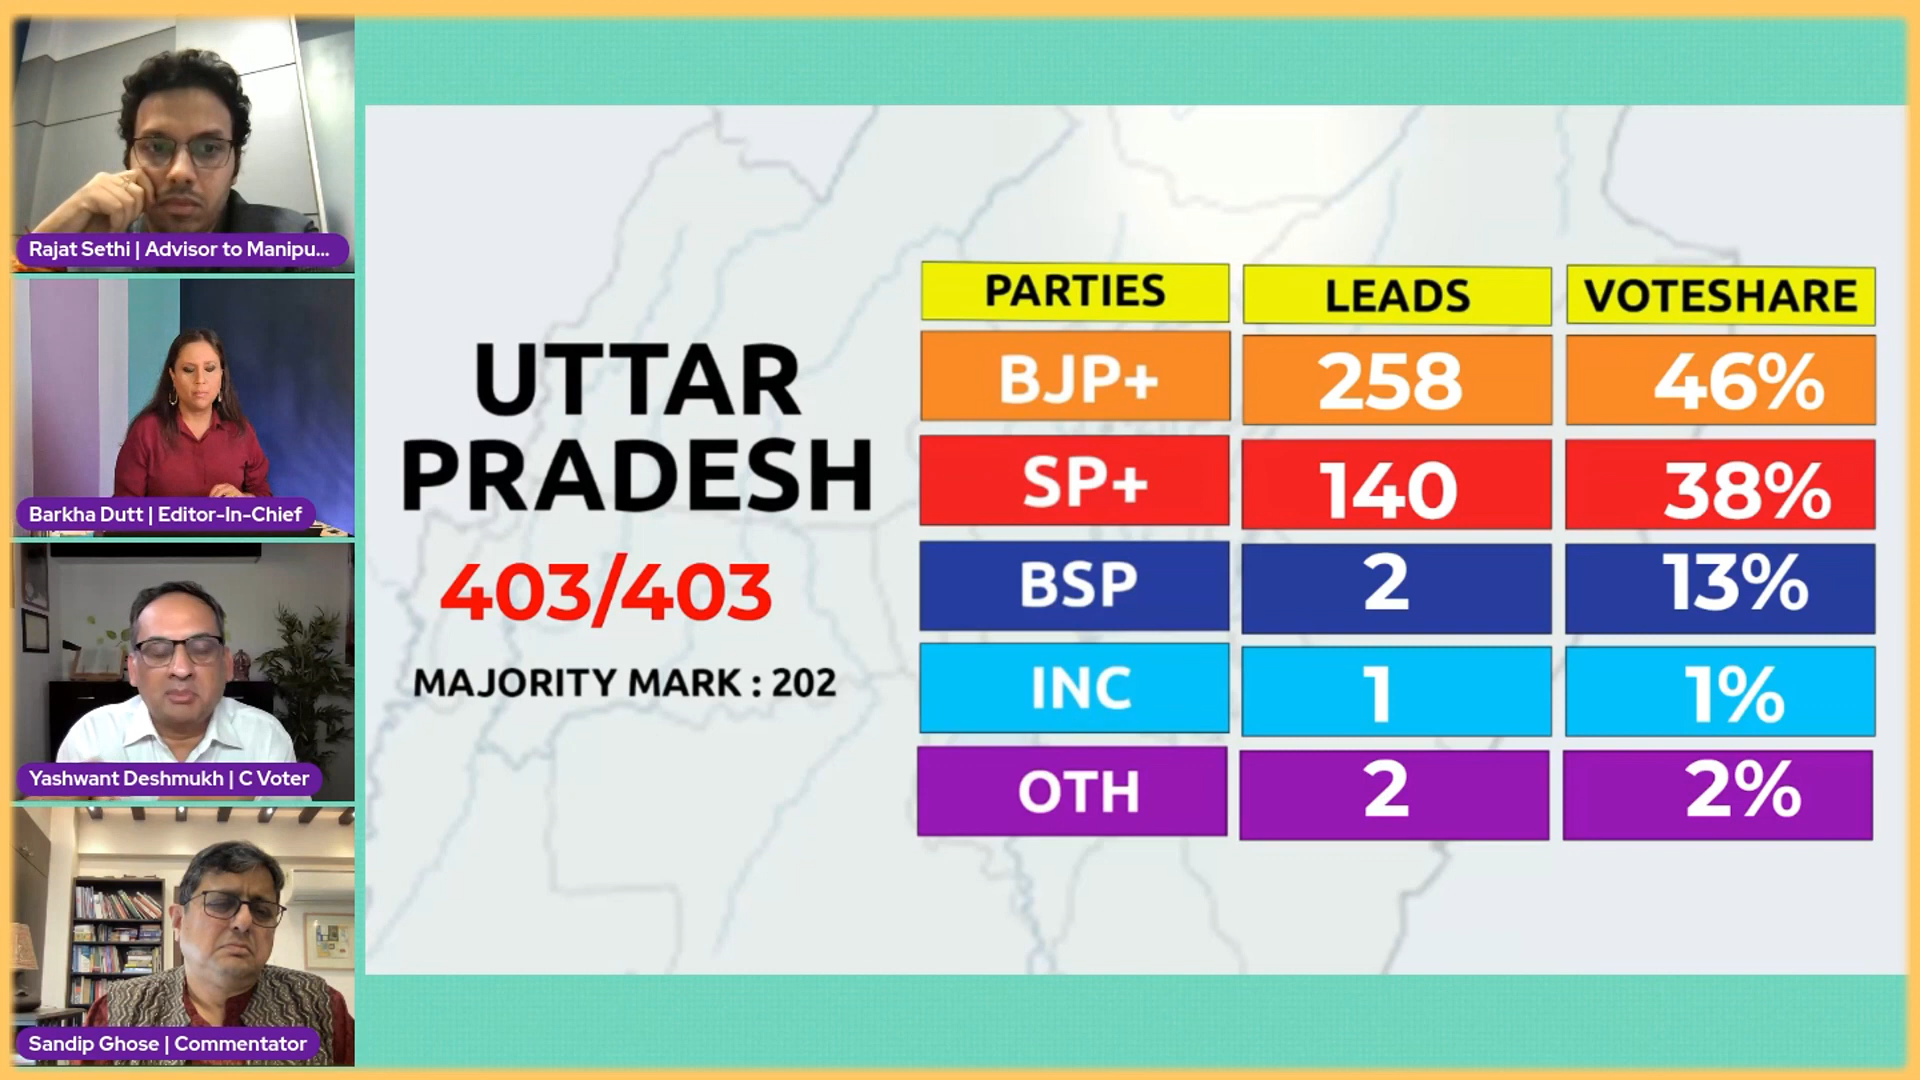 Rajat Sethi | Advisor to Manipu...
Barkha Dutt | Editor-In-Chief
Yashwant Deshmukh | C Voter
Sandip Ghose | Commentator
UTTAR
PRADESH
403/403
MAJORITY MARK : 202
PARTIES LEADS VOTESHARE
BJP+ 258 46%
SP+ 140 38%
BSP 2 13%
INC 1 1%
OTH 2 2%